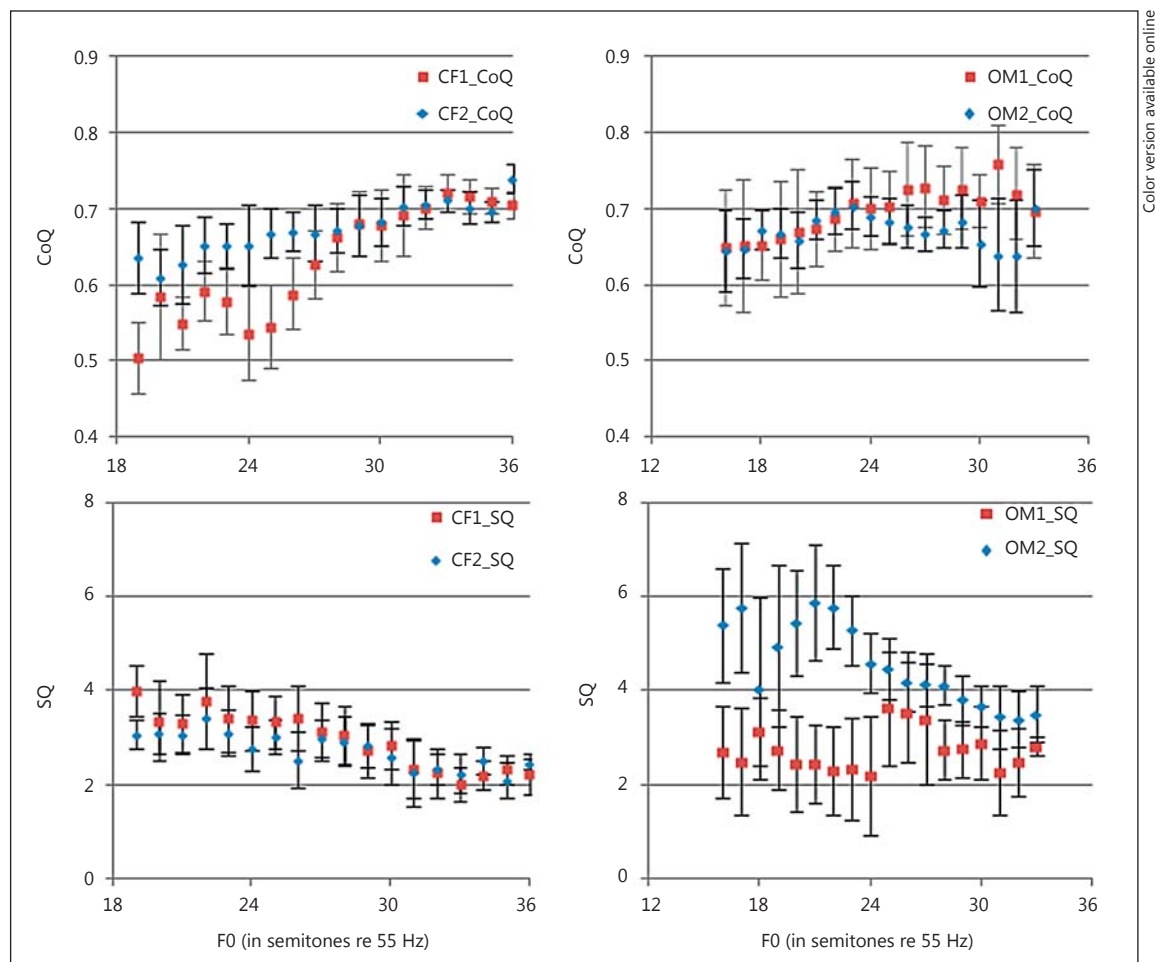 Color version available online
0.9
0.8
0.7
0.6
0.5
0.4
CoQ
CF1_CoQ
CF2_CoQ
18
24
30
36
0.9
0.8
0.7
0.6
0.5
0.4
CoQ
OM1_CoQ
OM2_CoQ
12
18
24
30
36
8
6
4
2
0
SQ
CF1_SQ
CF2_SQ
18
24
30
36
F0 (in semitones re 55 Hz)
8
6
4
2
0
SQ
OM1_SQ
OM2_SQ
12
18
24
30
36
F0 (in semitones re 55 Hz)